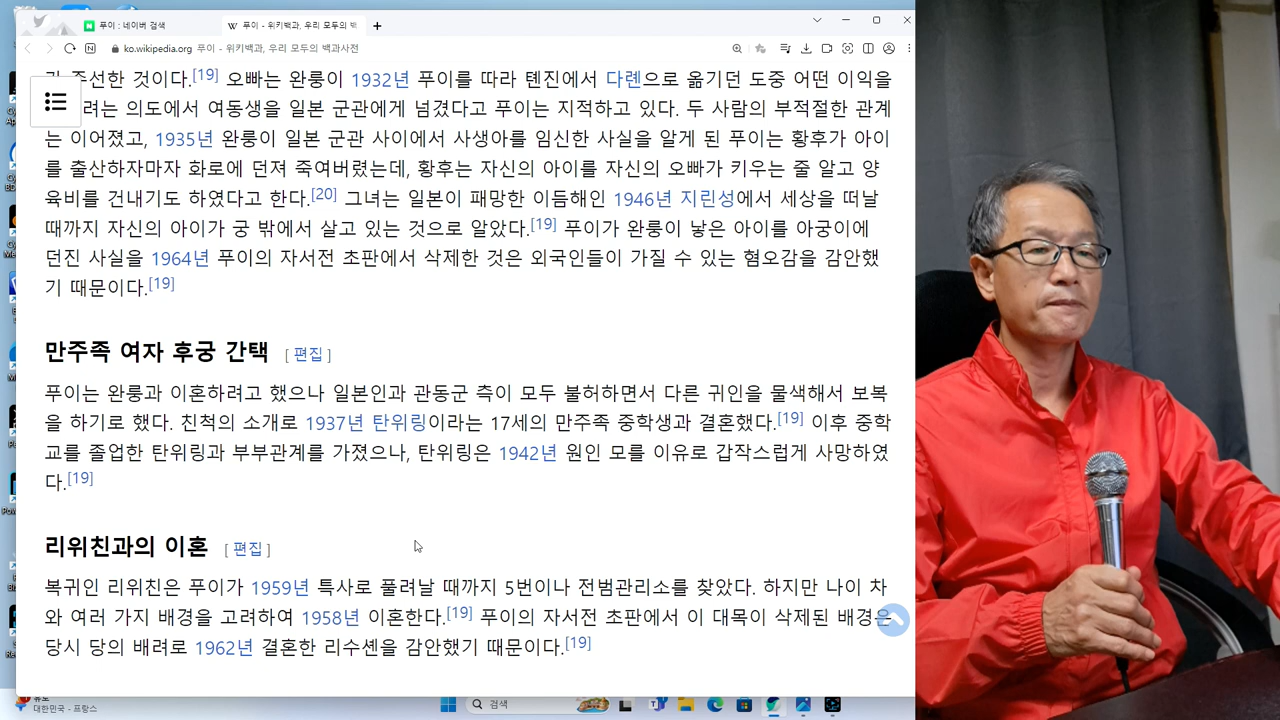 푸이 : 네이버 검색
푸이 - 위키백과, 우리 모두의 백
ko.wikipedia.org 푸이 - 위키백과, 우리 모두의 백과사전
주선한 것이다.[19] 오빠는 완룽이 1932년 푸이를 따라 톈진에서 다롄으로 옮기던 도중 어떤 이익을
려는 의도에서 여동생을 일본 군관에게 넘겼다고 푸이는 지적하고 있다. 두 사람의 부적절한 관계
는 이어졌고, 1935년 완룽이 일본 군관 사이에서 사생아를 임신한 사실을 알게 된 푸이는 황후가 아이
를 출산하자마자 화로에 던져 죽여버렸는데, 황후는 자신의 아이를 자신의 오빠가 키우는 줄 알고 양
육비를 건내기도 하였다고 한다.[20] 그녀는 일본이 패망한 이듬해인 1946년 지린성에서 세상을 떠날
때까지 자신의 아이가 궁 밖에서 살고 있는 것으로 알았다.[19] 푸이가 완룽이 낳은 아이를 아궁이에
던진 사실을 1964년 푸이의 자서전 초판에서 삭제한 것은 외국인들이 가질 수 있는 혐오감을 감안했
기 때문이다.[19]
만주족 여자 후궁 간택 [ 편집 ]
푸이는 완룽과 이혼하려고 했으나 일본인과 관동군 측이 모두 불허하면서 다른 귀인을 물색해서 보복
을 하기로 했다. 친척의 소개로 1937년 탄위링이라는 17세의 만주족 중학생과 결혼했다.[19] 이후 중학
교를 졸업한 탄위링과 부부관계를 가졌으나, 탄위링은 1942년 원인 모를 이유로 갑작스럽게 사망하였
다.[19]
리위친과의 이혼 [ 편집 ]
복귀인 리위친은 푸이가 1959년 특사로 풀려날 때까지 5번이나 전범관리소를 찾았다. 하지만 나이 차
와 여러 가지 배경을 고려하여 1958년 이혼한다.[19] 푸이의 자서전 초판에서 이 대목이 삭제된 배경은
당시 당의 배려로 1962년 결혼한 리수셴을 감안했기 때문이다.[19]
대한민국 - 프랑스
검색